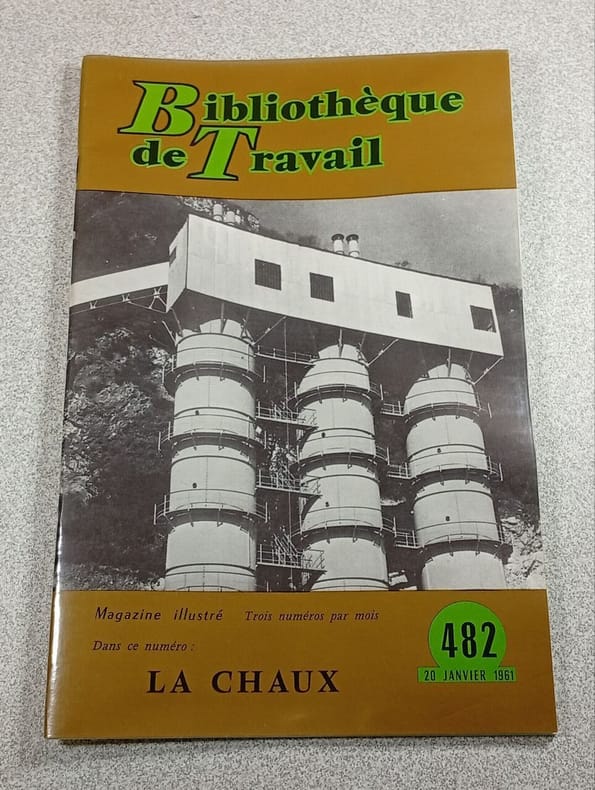 Bibliothèque
de Travail
Magazine illustré Trois numéros par mois
Dans ce numéro :
LA CHAUX
482
20 JANVIER 1961